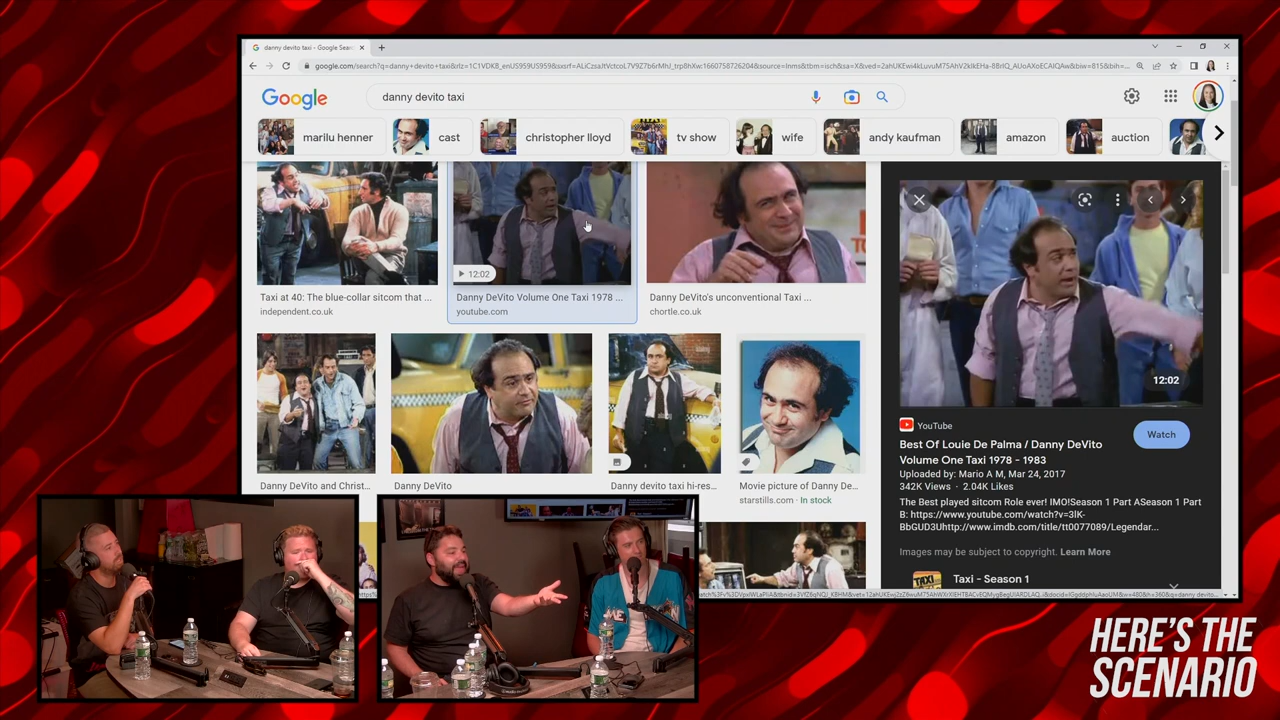 danny devito taxi - Google Sear
Google
danny devito taxi
marilu henner
cast
christopher lloyd
tv show
wife
andy kaufman
amazon
auction
12:02
Taxi at 40: The blue-collar sitcom that ...
independent.co.uk
Danny DeVito Volume One Taxi 1978 ...
youtube.com
Danny DeVito's unconventional Taxi ...
chortle.co.uk
Danny DeVito and Christ...
Danny DeVito
Danny devito taxi hi-res...
Movie picture of Danny De...
starstills.com · In stock
12:02
YouTube
Best Of Louie De Palma / Danny DeVito
Volume One Taxi 1978 - 1983
Watch
Uploaded by: Mario A M, Mar 24, 2017
342K Views · 2.04K Likes
The Best played sitcom Role ever! IMO!Season 1 Part ASeason 1 Part
B: https://www.youtube.com/watch?v=3lK-
BbGUD3Uhttp://www.imdb.com/title/tt0077089/Legendar...
Images may be subject to copyright. Learn More
TAXI
Taxi - Season 1
HERE'S THE
SCENARIO